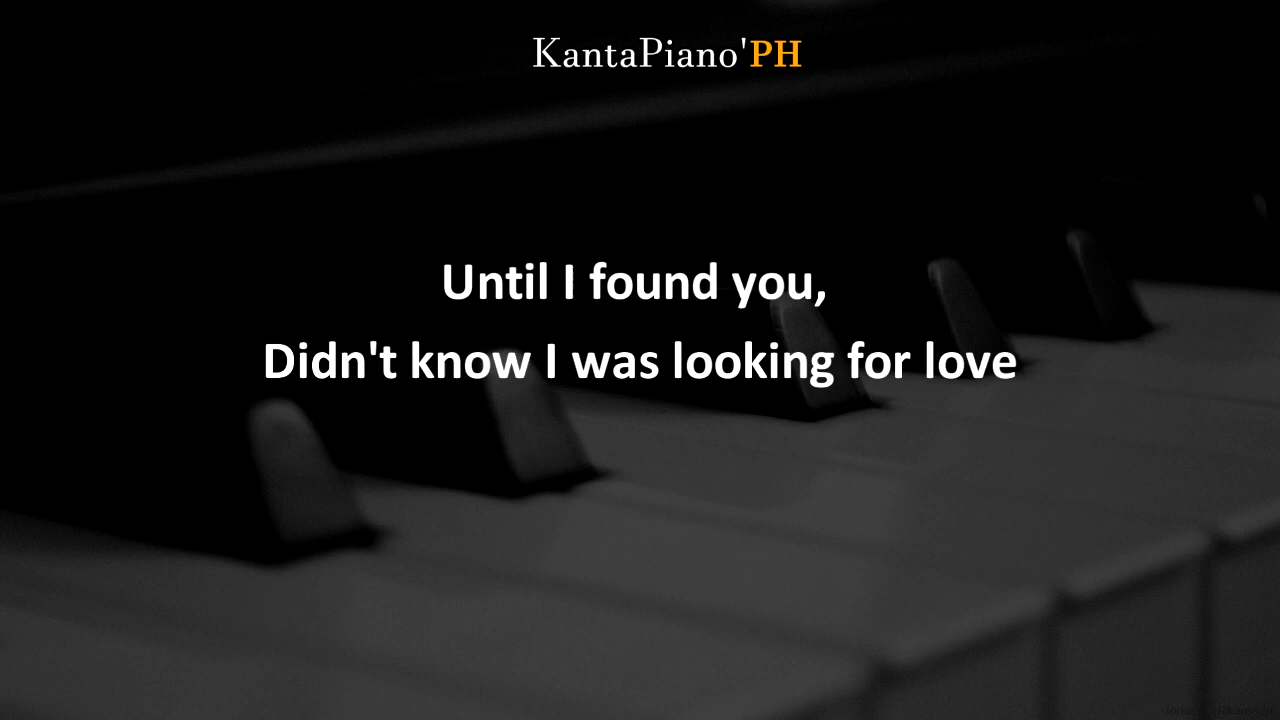 KantaPiano'PH
Until I found you,
Didn't know I was looking for love